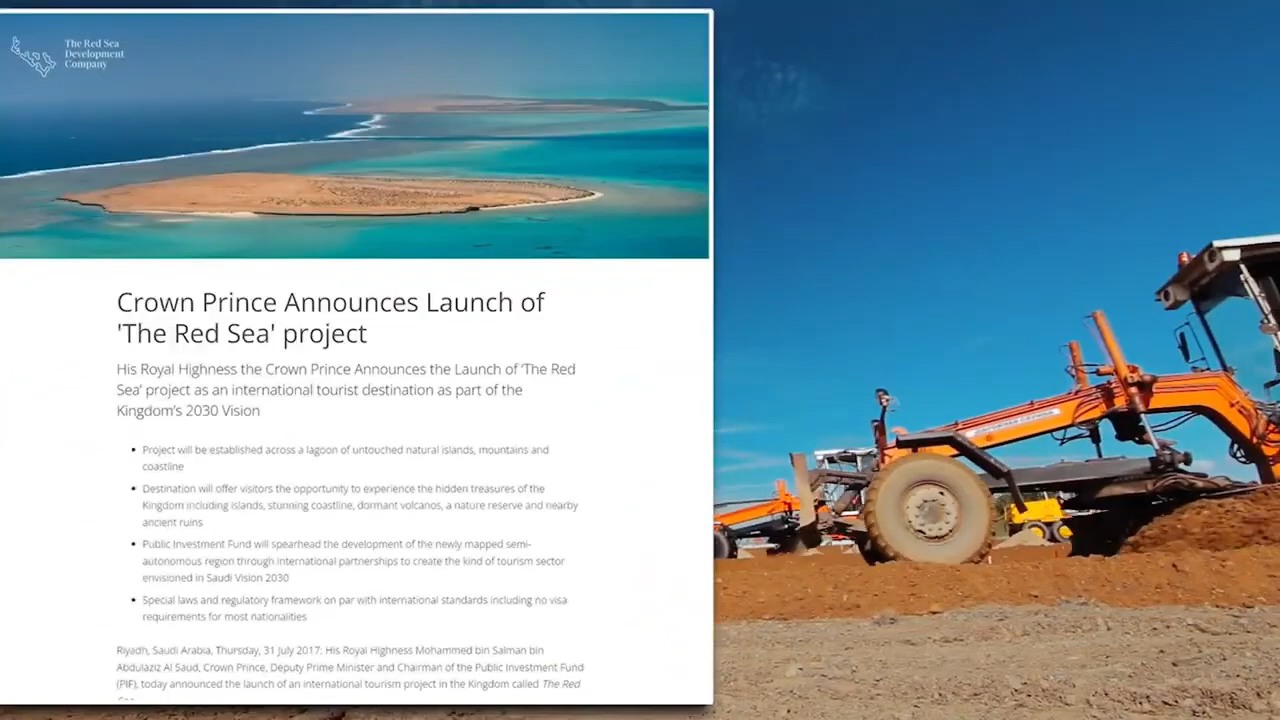 The Red Sea
Development
Company
Crown Prince Announces Launch of
'The Red Sea' project
His Royal Highness the Crown Prince Announces the Launch of ‘The Red
Sea’ project as an international tourist destination as part of the
Kingdom’s 2030 Vision
Project will be established across a lagoon of untouched natural islands, mountains and
coastline
Destination will offer visitors the opportunity to experience the hidden treasures of the
Kingdom including islands, stunning coastline, dormant volcanos, a nature reserve and nearby
ancient ruins
Public Investment Fund will spearhead the development of the newly mapped semi-
autonomous region through international partnerships to create the kind of tourism sector
envisioned in Saudi Vision 2030
Special laws and regulatory framework on par with international standards including no visa
requirements for most nationalities
Riyadh, Saudi Arabia, Thursday, 31 July 2017: His Royal Highness Mohammed bin Salman bin
Abdulaziz Al Saud, Crown Prince, Deputy Prime Minister and Chairman of the Public Investment Fund
(PIF), today announced the launch of an international tourism project in the Kingdom called The Red